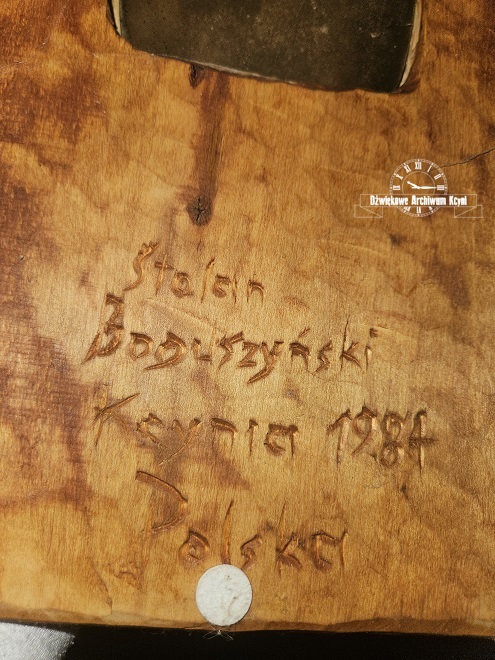 Dźwiękowe Archiwum Kcyni
Stefan
Boguszyński
Kcynia 1984
Polska